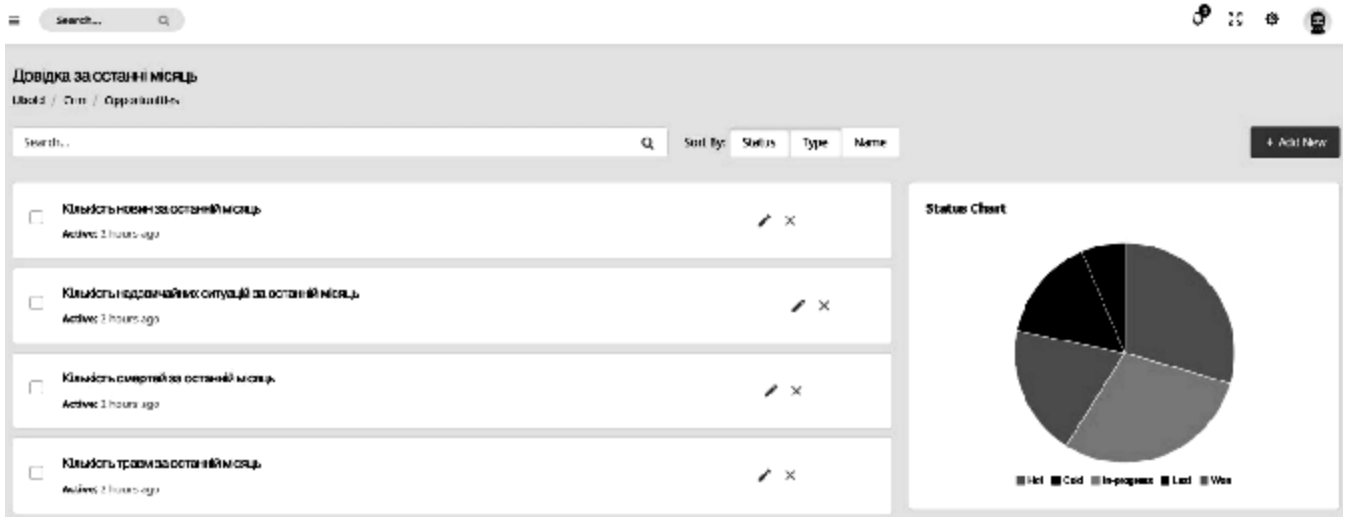 Search...
Довідка за останні місяць
Ubold / Crm / Opportunities
Search...
Sort By: Status Type Name
+ Add New
Кількість новин за останній місяць
Active: 2 hours ago
Кількість надзвичайних ситуацій за останній місяць
Active: 2 hours ago
Кількість смертей за останній місяць
Active: 2 hours ago
Кількість травм за останній місяць
Active: 2 hours ago
Status Chart
Hot Cold In-progress Lost Won